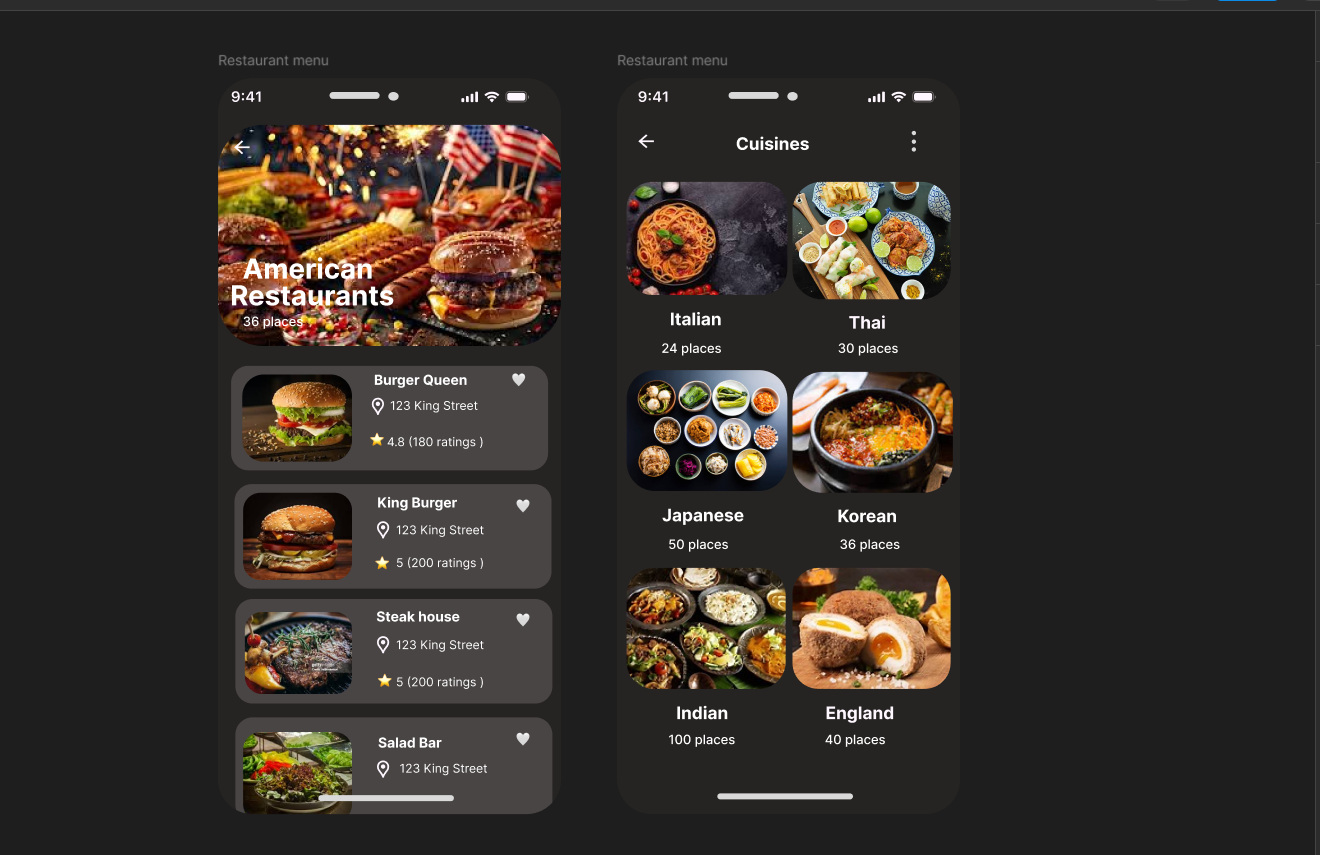 Restaurant menu
9:41
American
Restaurants
36 places
Burger Queen
123 King Street
4.8 (180 ratings )
King Burger
123 King Street
5 (200 ratings )
Steak house
123 King Street
5 (200 ratings )
Salad Bar
123 King Street
Restaurant menu
9:41
Cuisines
Italian
24 places
Thai
30 places
Japanese
50 places
Korean
36 places
Indian
100 places
England
40 places